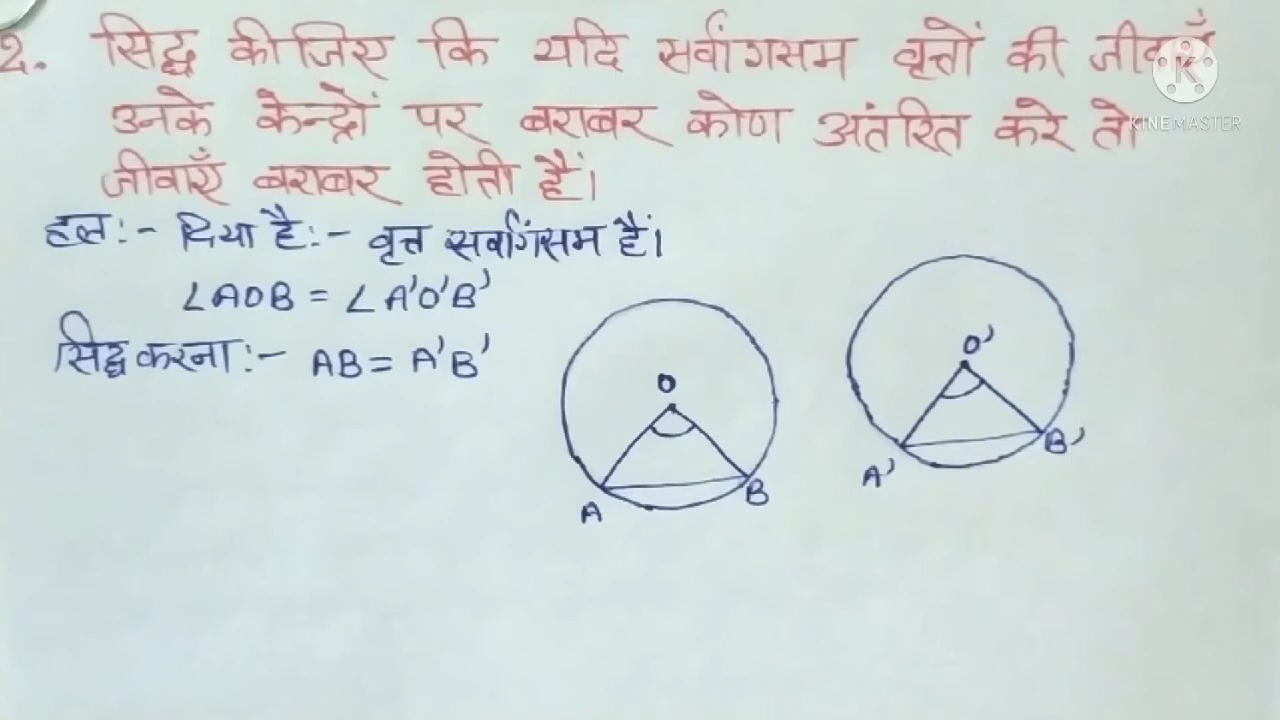 2. सिद्ध कीजिए कि यदि सर्वांगसम वृत्तों की जीवाएँ
K
उनके केन्द्रों पर बराबर कोण अंतरित करे तो
KINEMASTER
जीवाएँ बराबर होती हैं।
हल:- दिया है:- वृत्त सर्वांगसम हैं।
∠AOB = ∠A'O'B'
सिद्ध करना:- AB = A'B'
O
A
B
O'
A'
B'